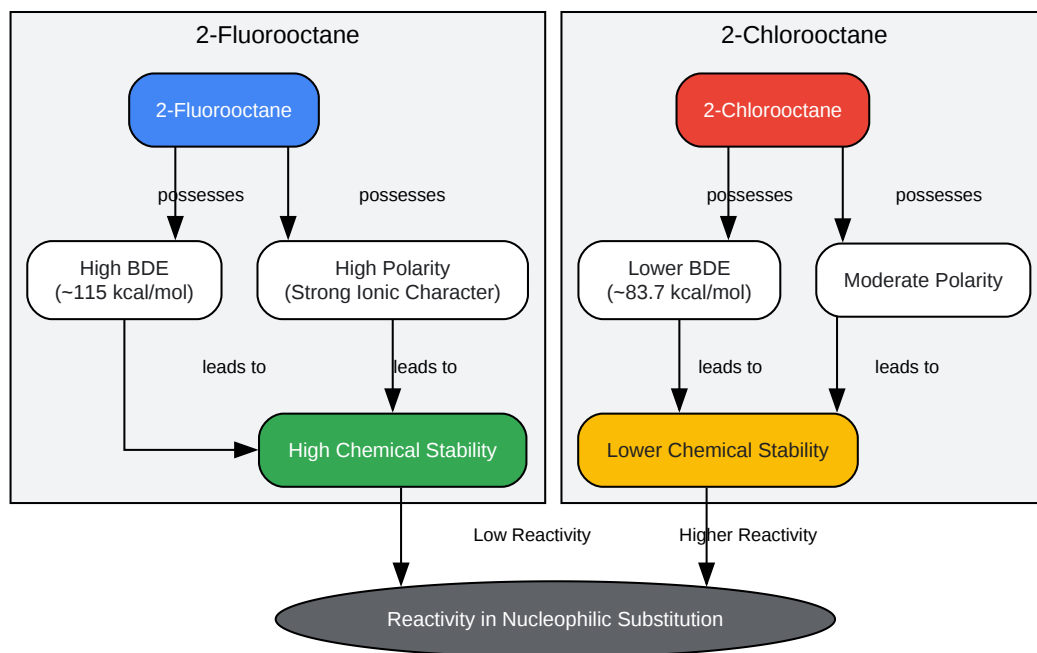 2-Fluorooctane
2-Chlorooctane
2-Fluorooctane
2-Chlorooctane
possesses
possesses
possesses
possesses
High BDE
(~115 kcal/mol)
High Polarity
(Strong Ionic Character)
Lower BDE
(~83.7 kcal/mol)
Moderate Polarity
leads to
leads to
leads to
leads to
High Chemical Stability
Lower Chemical Stability
Low Reactivity
Higher Reactivity
Reactivity in Nucleophilic Substitution